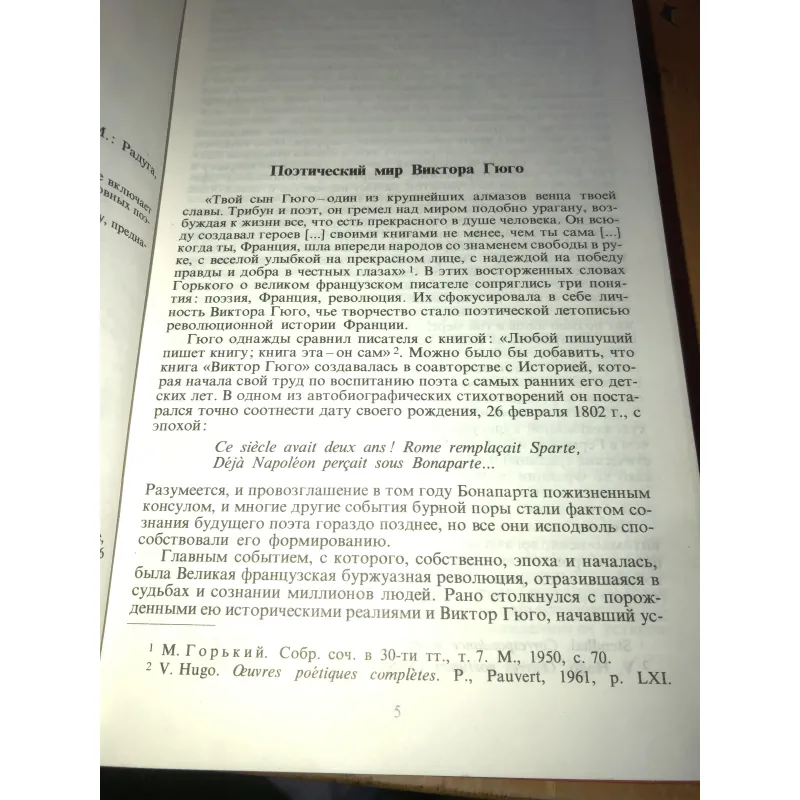 М.: Радуга,
е включает
овных поэ-
у, предна-
Поэтический мир Виктора Гюго
«Твой сын Гюго–один из крупнейших алмазов венца твоей
славы. Трибун и поэт, он гремел над миром подобно урагану, воз-
буждая к жизни все, что есть прекрасного в душе человека. Он всю-
ду создавал героев [...] своими книгами не менее, чем ты сама [...]
когда ты, Франция, шла впереди народов со знаменем свободы в ру-
ке, с веселой улыбкой на прекрасном лице, с надеждой на победу
правды и добра в честных глазах»¹. В этих восторженных словах
Горького о великом французском писателе сопряглись три поня-
тия: поэзия, Франция, революция. Их сфокусировала в себе лич-
ность Виктора Гюго, чье творчество стало поэтической летописью
революционной истории Франции.
Гюго однажды сравнил писателя с книгой: «Любой пишущий
пишет книгу; книга эта–он сам»². Можно было бы добавить, что
книга «Виктор Гюго» создавалась в соавторстве с Историей, кото-
рая начала свой труд по воспитанию поэта с самых ранних его дет-
ских лет. В одном из автобиографических стихотворений он поста-
рался точно соотнести дату своего рождения, 26 февраля 1802 г., с
эпохой:
Ce siècle avait deux ans! Rome remplaçait Sparte,
Déjà Napoléon perçait sous Bonaparte...
Разумеется, и провозглашение в том году Бонапарта пожизненным
консулом, и многие другие события бурной поры стали фактом со-
знания будущего поэта гораздо позднее, но все они исподволь спо-
собствовали его формированию.
Главным событием, с которого, собственно, эпоха и началась,
была Великая французская буржуазная революция, отразившаяся в
судьбах и сознании миллионов людей. Рано столкнулся с порож-
денными ею историческими реалиями и Виктор Гюго, начавший ус-
¹ М. Горький. Собр. соч. в 30-ти тт., т. 7. М., 1950, с. 70.
² V. Hugo. Œuvres poétiques complètes. P., Pauvert, 1961, p. LXI.
5